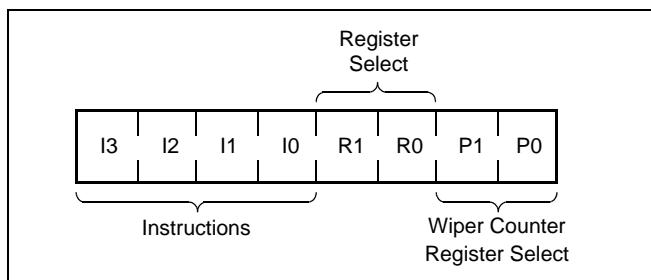 Register
Select
I3 I2 I1 I0 R1 R0 P1 P0
Instructions
Wiper Counter
Register Select